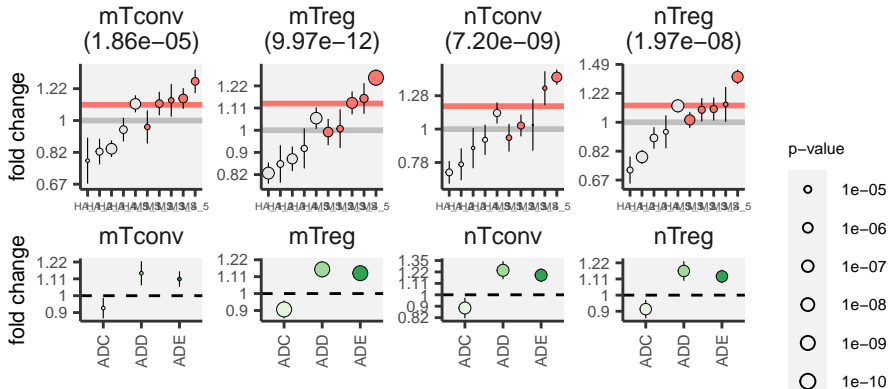 mTconv mTreg nTconv nTreg
(1.86e−05) (9.97e−12) (7.20e−09) (1.97e−08)
fold change
1.22
1
0.82
0.67
1.22
1.11
1
0.9
0.82
1.28
1
0.78
1.49
1.22
1
0.82
0.67
mTconv mTreg nTconv nTreg
fold change
1.22
1.11
1
0.9
1.22
1.11
1
0.9
1.35
1.22
1.11
1
0.9
0.82
1.22
1.11
1
0.9
ADC ADD ADE ADC ADD ADE ADC ADD ADE ADC ADD ADE
p−value
1e−05
1e−06
1e−07
1e−08
1e−09
1e−10